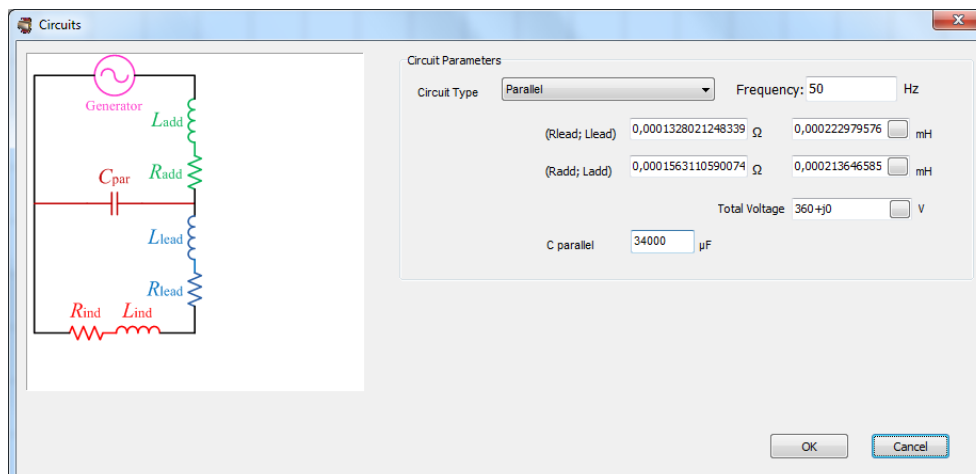 Circuits
Generator
Ladd
Radd
Cpar
Llead
Rlead
Rind Lind
Circuit Parameters
Circuit Type Parallel Frequency: 50 Hz
(Rlead; Llead) 0,0001328021248339 Ω 0,000222979576 mH
(Radd; Ladd) 0,0001563110590074 Ω 0,000213646585 mH
Total Voltage 360+j0 V
C parallel 34000 μF
OK Cancel